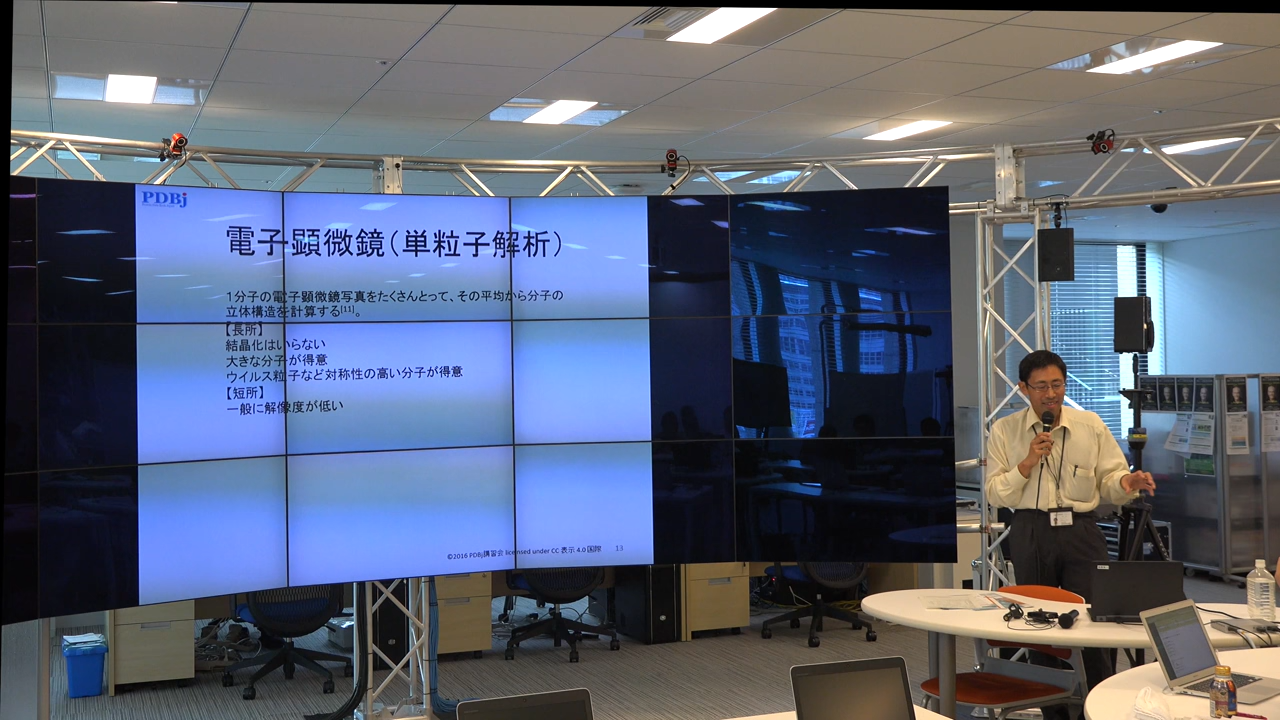 PDBj
電子顕微鏡(単粒子解析)
1分子の電子顕微鏡写真をたくさんとって、その平均から分子の
立体構造を計算する[11]。
【長所】
結晶化はいらない
大きな分子が得意
ウイルス粒子など対称性の高い分子が得意
【短所】
一般に解像度が低い
©2016 PDBj講習会 licensed under CC 表示 4.0 国際 13